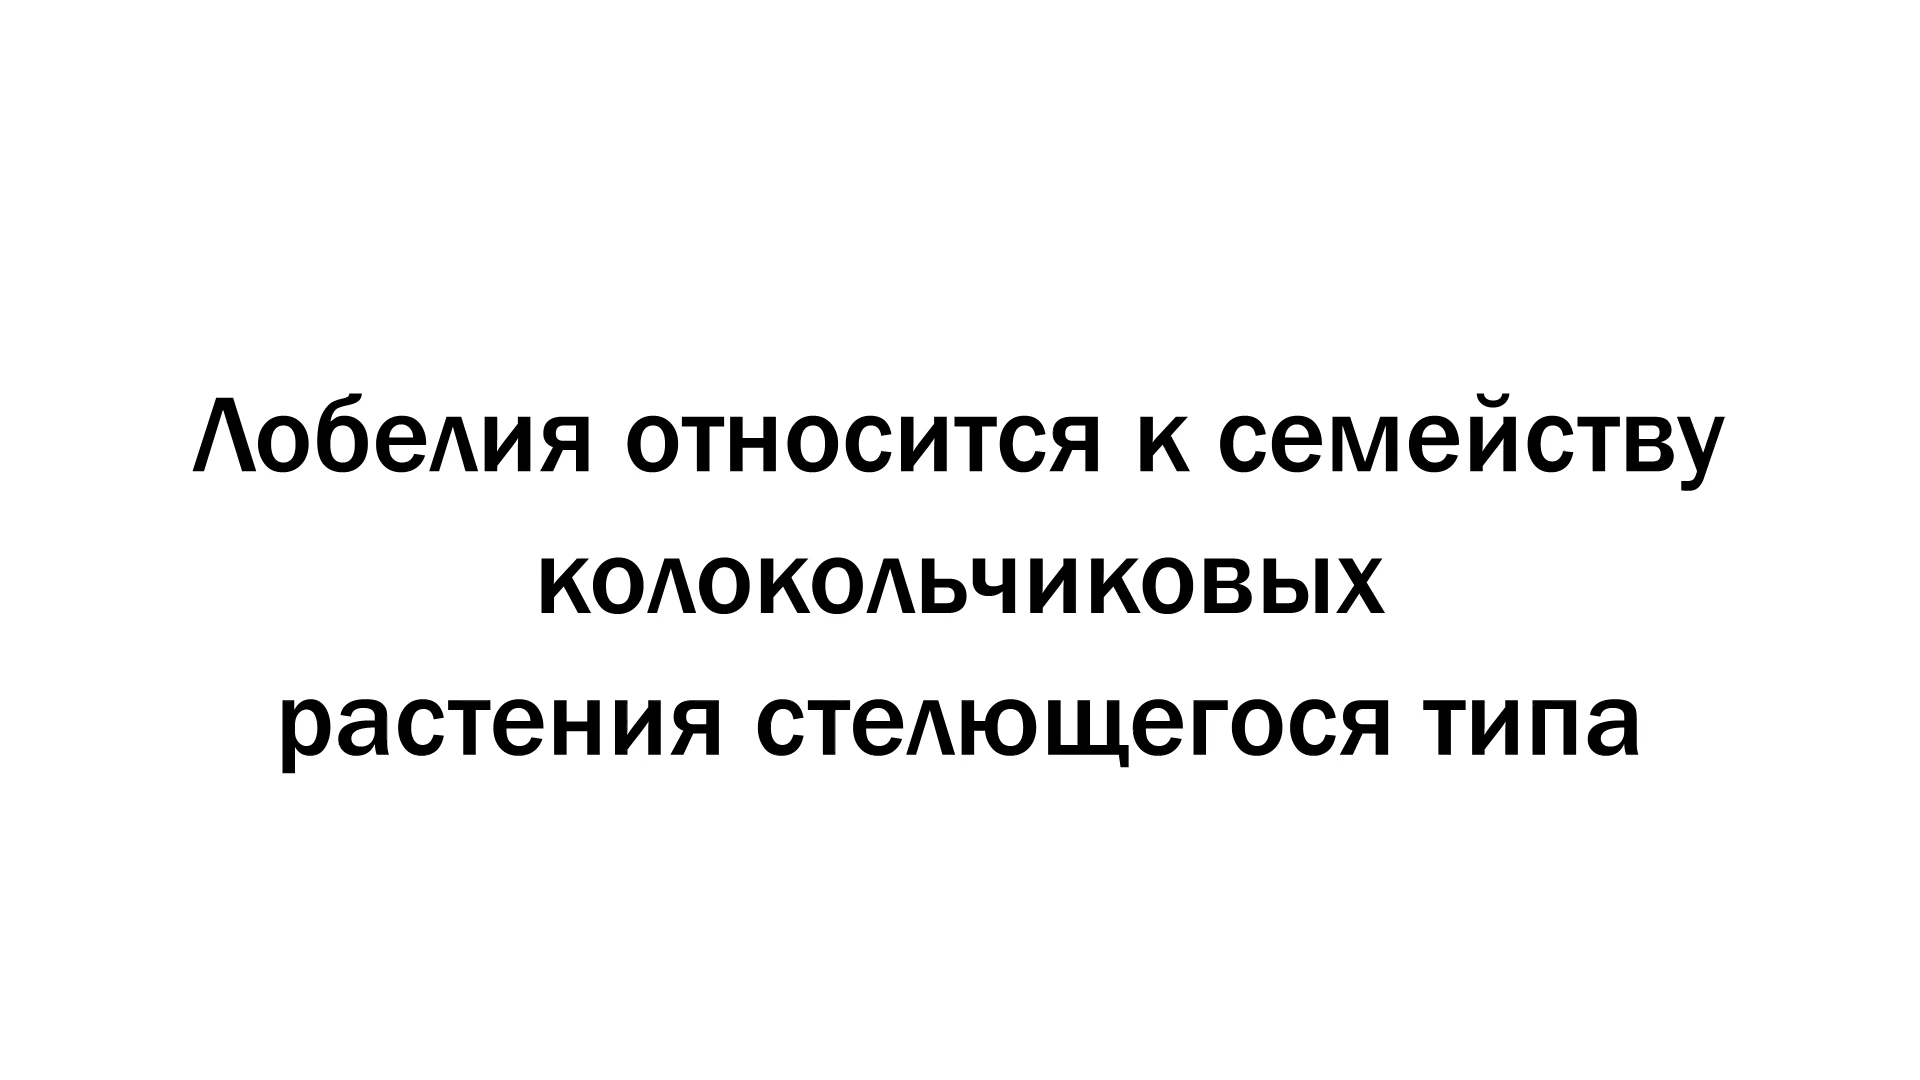 Лобелия относится к семейству
колокольчиковых
растения стелющегося типа